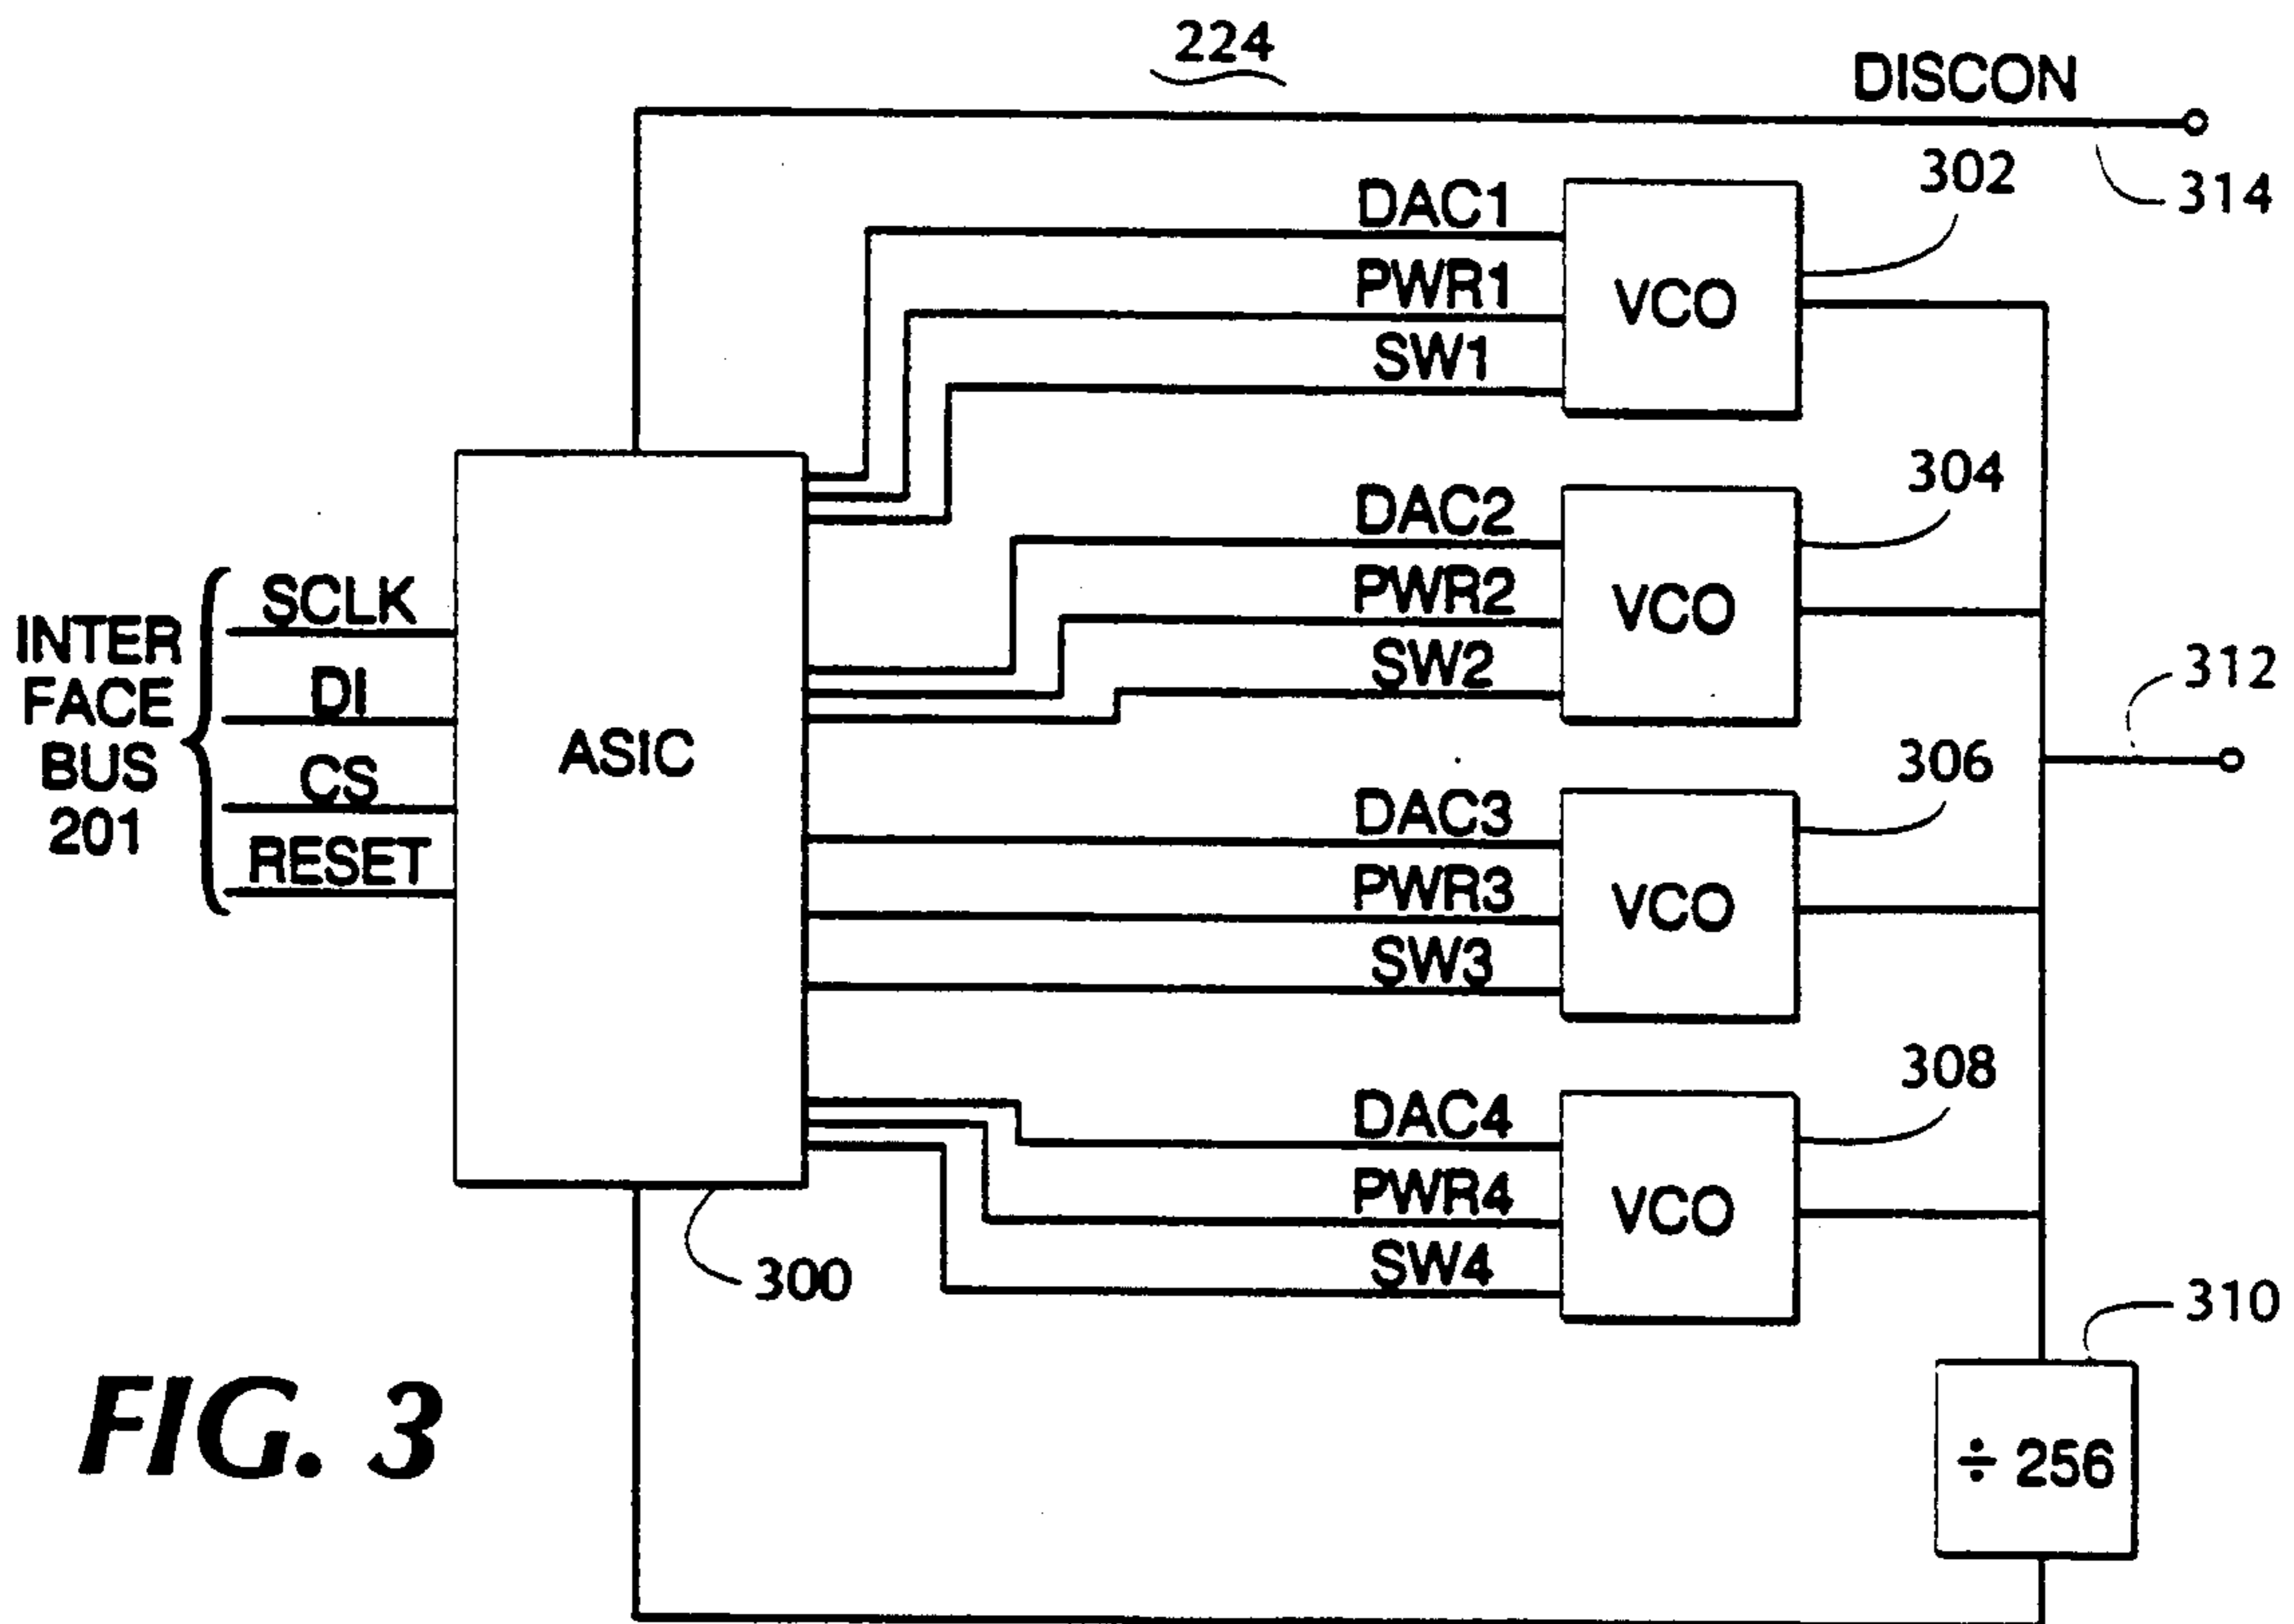 224
DISCON
314
302
DAC1
PWR1
SW1
VCO
304
DAC2
PWR2
SW2
VCO
312
306
DAC3
PWR3
SW3
VCO
308
DAC4
PWR4
SW4
VCO
310
÷ 256
SCLK
DI
CS
RESET
INTER
FACE
BUS
201
ASIC
300
FIG. 3